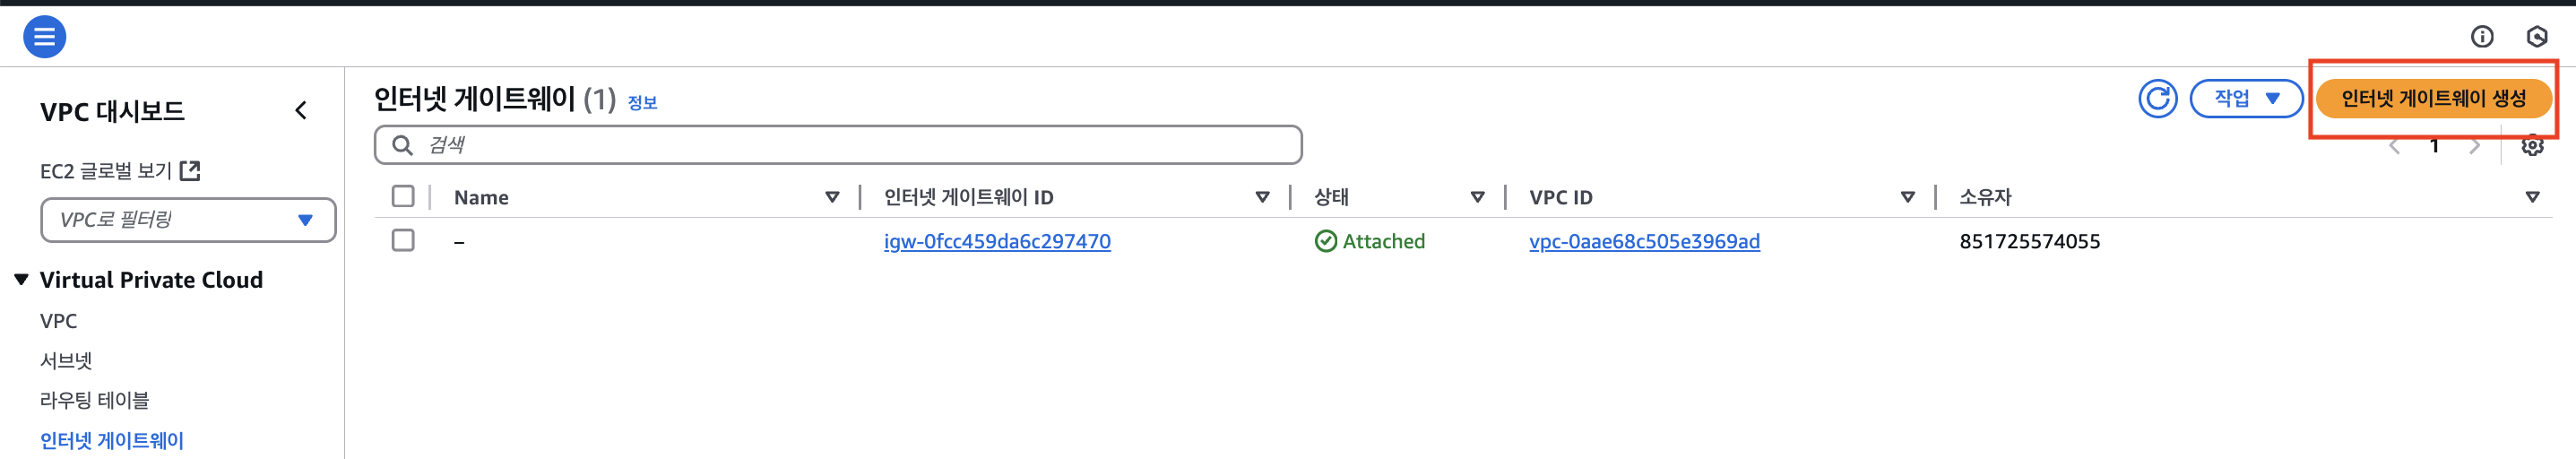 VPC 대시보드
EC2 글로벌 보기
VPC로 필터링
Virtual Private Cloud
VPC
서브넷
라우팅 테이블
인터넷 게이트웨이
인터넷 게이트웨이 (1) 정보
작업
인터넷 게이트웨이 생성
검색
1
Name 인터넷 게이트웨이 ID 상태 VPC ID 소유자
– igw-0fcc459da6c297470 Attached vpc-0aae68c505e3969ad 851725574055